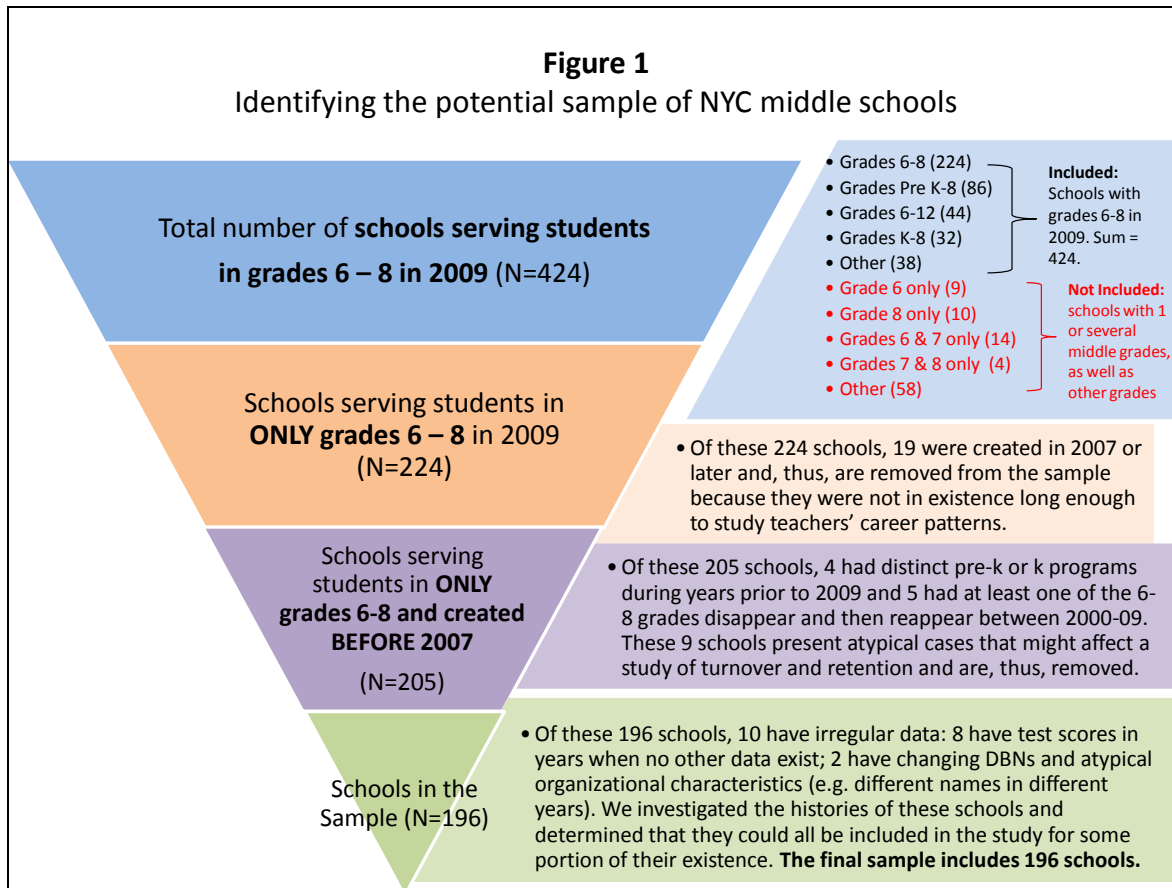 Figure 1
Identifying the potential sample of NYC middle schools
Total number of schools serving students
in grades 6 – 8 in 2009 (N=424)
• Grades 6-8 (224)
• Grades Pre K-8 (86)
• Grades 6-12 (44)
• Grades K-8 (32)
• Other (38)
• Grade 6 only (9)
• Grade 8 only (10)
• Grades 6 & 7 only (14)
• Grades 7 & 8 only (4)
• Other (58)
Included:
Schools with
grades 6-8 in
2009. Sum =
424.
Not Included:
schools with 1
or several
middle grades,
as well as
other grades
Schools serving students in
ONLY grades 6 – 8 in 2009
(N=224)
• Of these 224 schools, 19 were created in 2007 or
later and, thus, are removed from the sample
because they were not in existence long enough
to study teachers’ career patterns.
Schools serving
students in ONLY
grades 6-8 and created
BEFORE 2007
(N=205)
• Of these 205 schools, 4 had distinct pre-k or k programs
during years prior to 2009 and 5 had at least one of the 6-
8 grades disappear and then reappear between 2000-09.
These 9 schools present atypical cases that might affect a
study of turnover and retention and are, thus, removed.
Schools in the
Sample (N=196)
• Of these 196 schools, 10 have irregular data: 8 have test scores in
years when no other data exist; 2 have changing DBNs and atypical
organizational characteristics (e.g. different names in different
years). We investigated the histories of these schools and
determined that they could all be included in the study for some
portion of their existence. The final sample includes 196 schools.